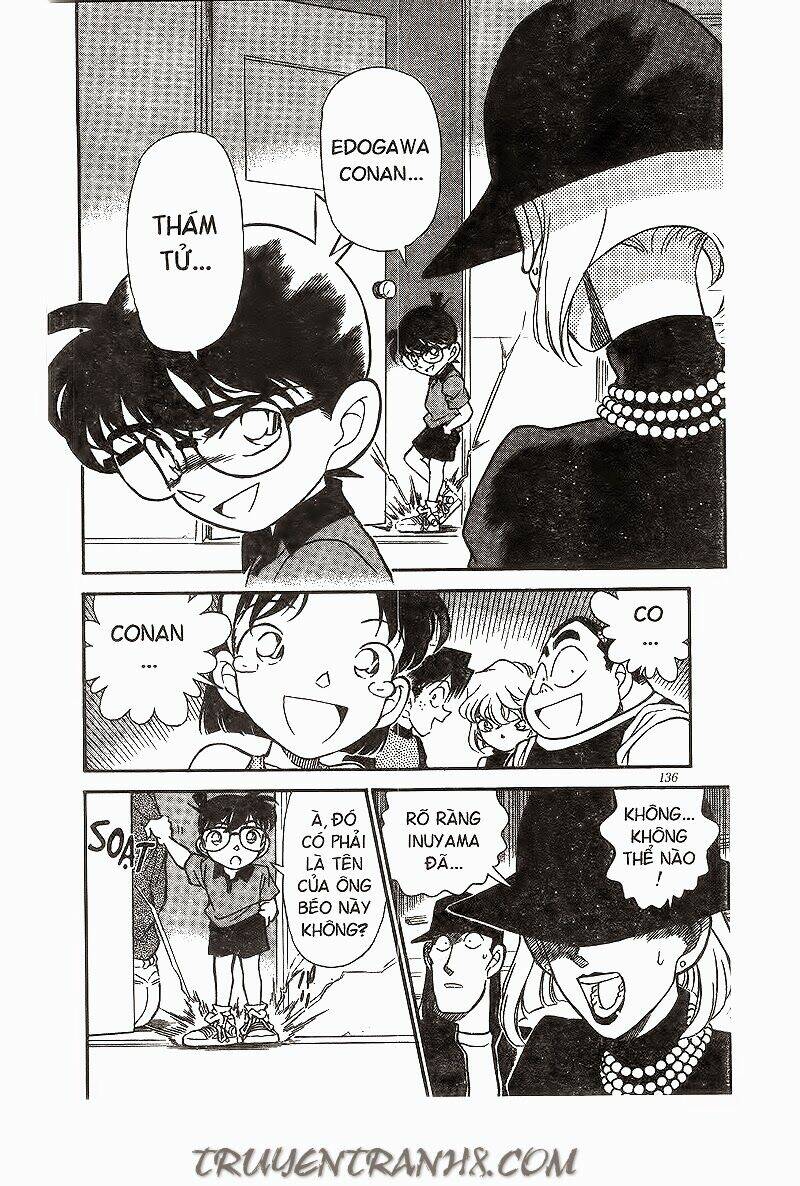 EDOGAWA
CONAN...
THÁM
TỬ...
CO
...
CONAN
...
136
KHÔNG...
KHÔNG
THỂ NÀO
!
RÕ RÀNG
INUYAMA
ĐÃ...
À, ĐÓ
CÓ PHẢI
LÀ TÊN
CỦA ÔNG
BÉO NÀY
KHÔNG?
SOẠT
TRUYENTRANH8.COM